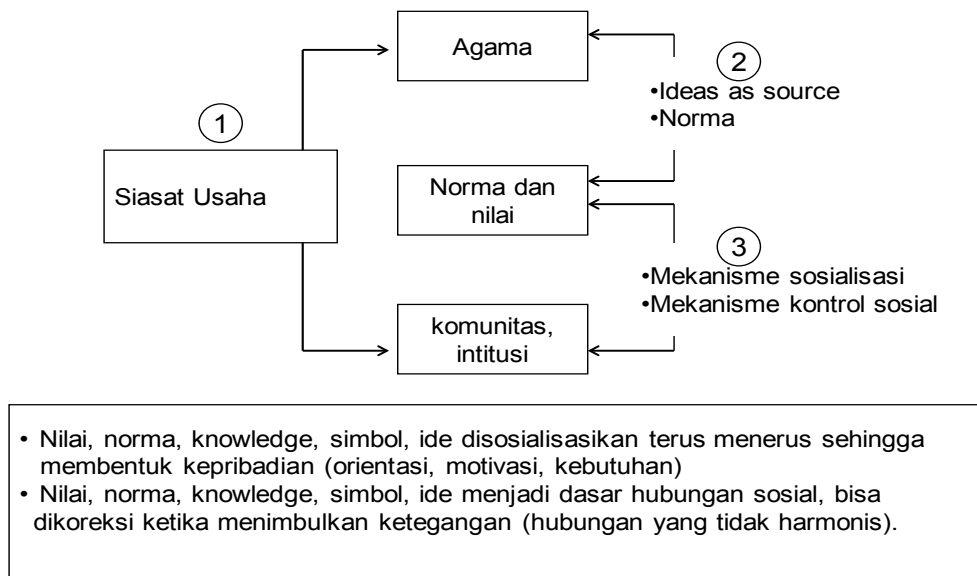 Agama
2
•Ideas as source
•Norma
1
Siasat Usaha
Norma dan
nilai
3
•Mekanisme sosialisasi
•Mekanisme kontrol sosial
komunitas,
intitusi
• Nilai, norma, knowledge, simbol, ide disosialisasikan terus menerus sehingga
membentuk kepribadian (orientasi, motivasi, kebutuhan)
• Nilai, norma, knowledge, simbol, ide menjadi dasar hubungan sosial, bisa
dikoreksi ketika menimbulkan ketegangan (hubungan yang tidak harmonis).